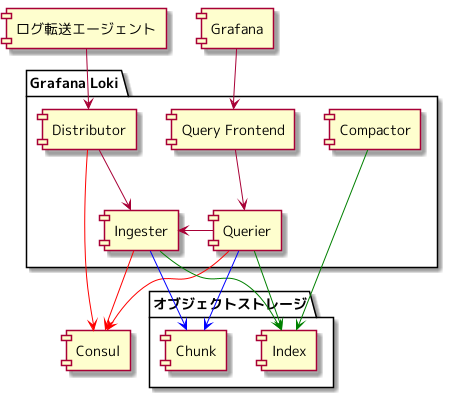 ログ転送エージェント
Grafana
Grafana Loki
Distributor
Query Frontend
Compactor
Ingester
Querier
オブジェクトストレージ
Consul
Chunk
Index